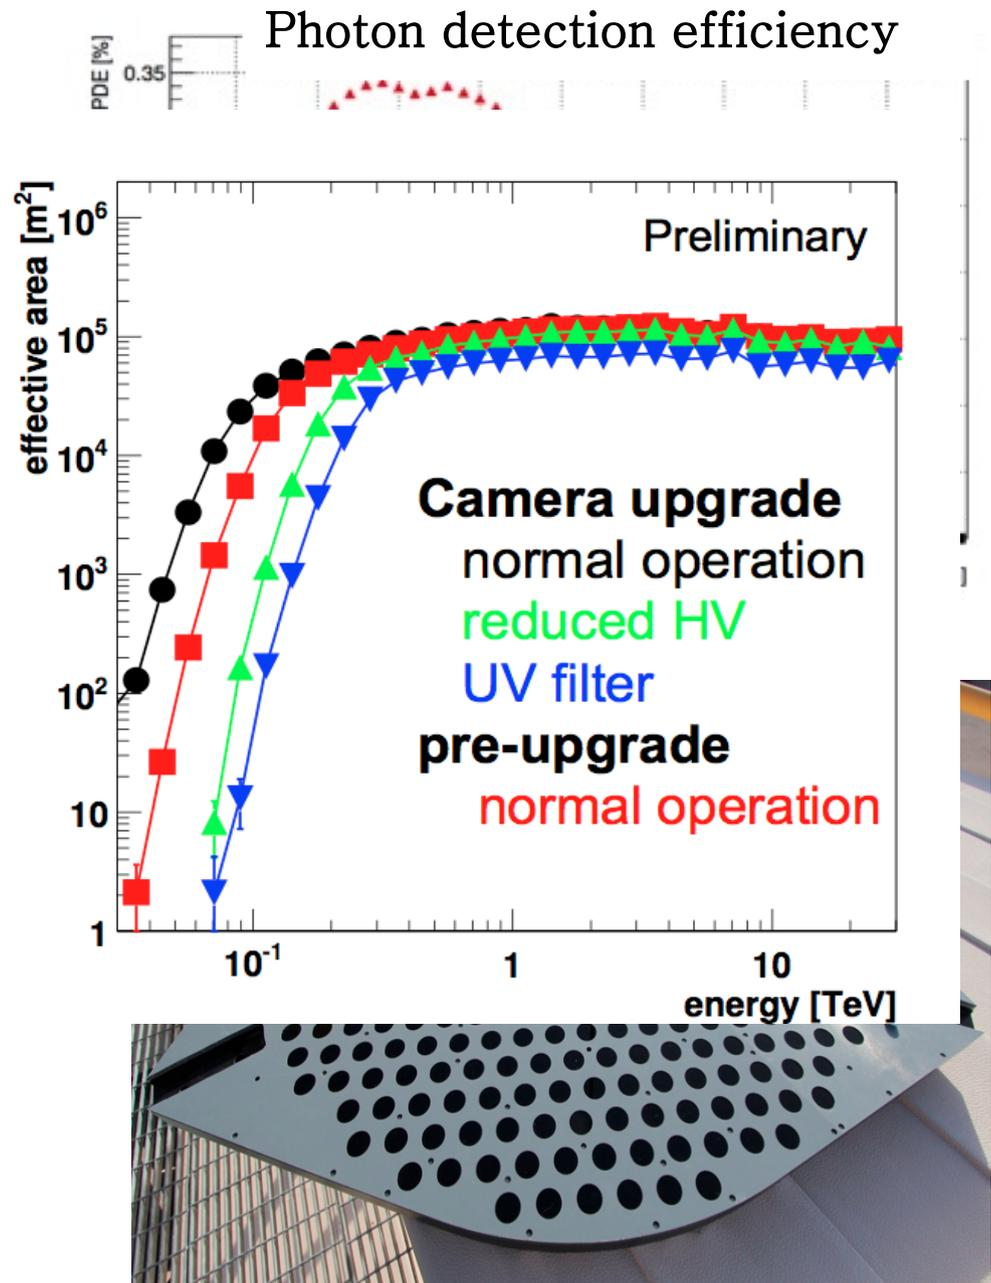 Photon detection efficiency
PDE [%]
0.35
effective area [m²]
10⁶
10⁵
10⁴
10³
10²
10
1
Preliminary
Camera upgrade
normal operation
reduced HV
UV filter
pre-upgrade
normal operation
10⁻¹
1
10
energy [TeV]